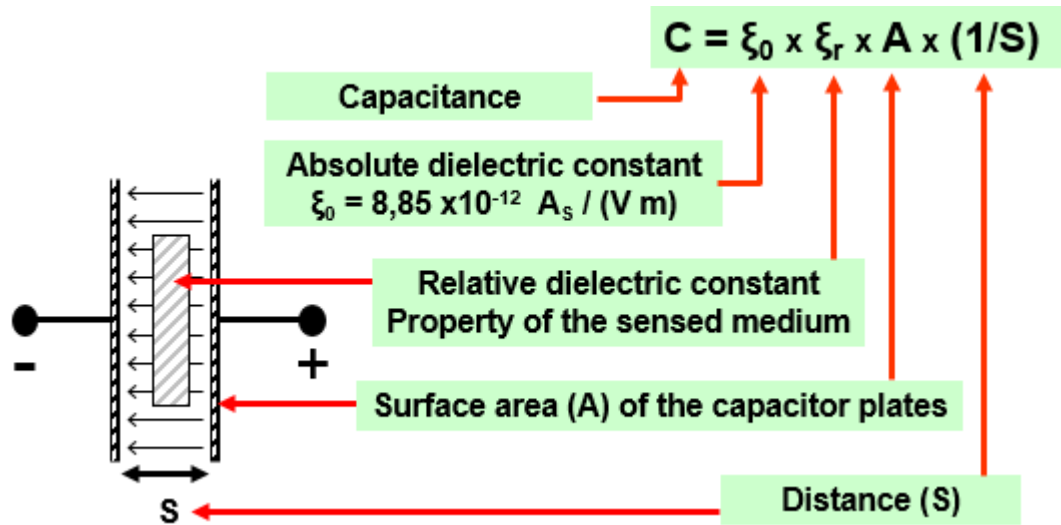 C = ξ₀ x ξᵣ x A x (1/S)
Capacitance
Absolute dielectric constant
ξ₀ = 8,85 x10⁻¹² Aₛ / (V m)
Relative dielectric constant
Property of the sensed medium
-
+
Surface area (A) of the capacitor plates
S
Distance (S)